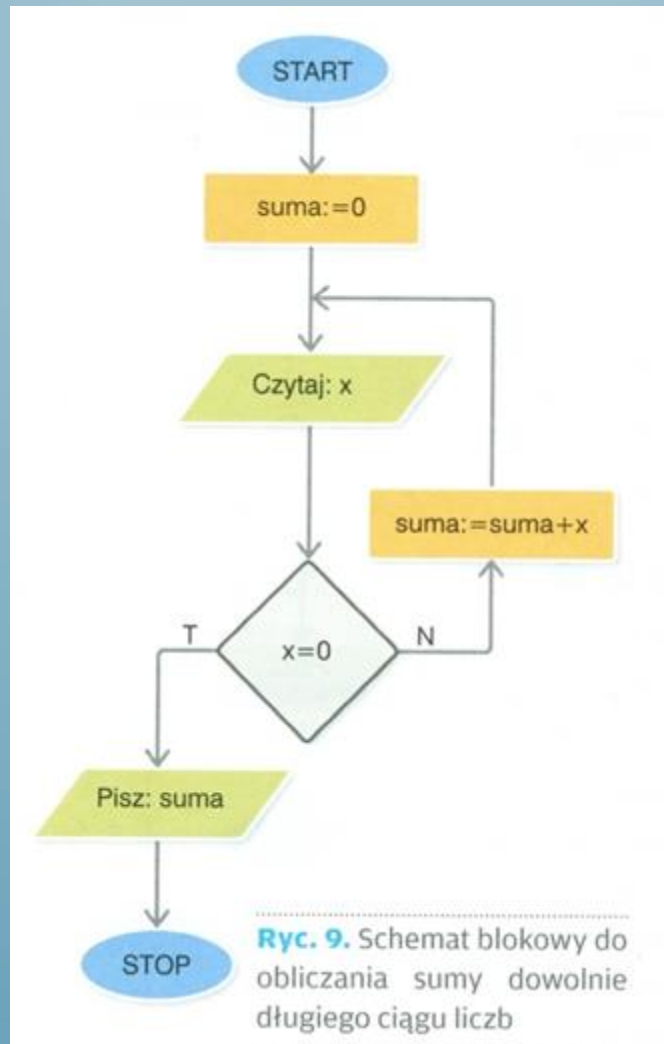 START
suma:=0
Czytaj: x
suma:=suma+x
x=0
T
N
Pisz: suma
STOP
Ryc. 9. Schemat blokowy do
obliczania sumy dowolnie
długiego ciągu liczb